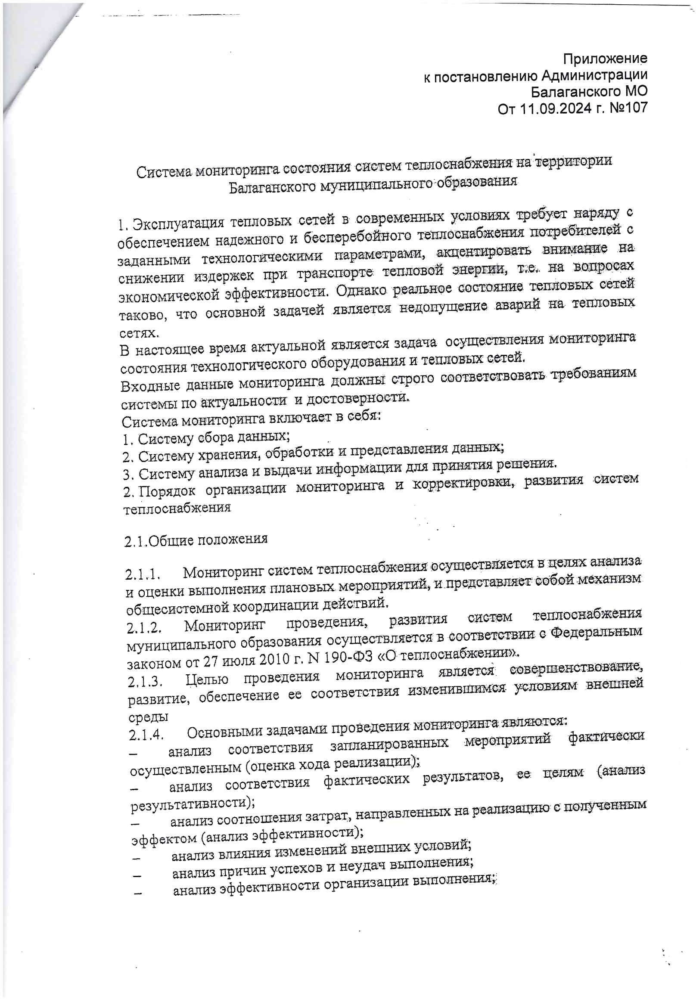 Приложение
к постановлению Администрации
Балаганского МО
От 11.09.2024 г. №107
Система мониторинга состояния систем теплоснабжения на территории
Балаганского муниципального образования
1. Эксплуатация тепловых сетей в современных условиях требует наряду с
обеспечением надежного и бесперебойного теплоснабжения потребителей с
заданными технологическими параметрами, акцентировать внимание на
снижении издержек при транспорте тепловой энергии, т.е. на вопросах
экономической эффективности. Однако реальное состояние тепловых сетей
таково, что основной задачей является недопущение аварий на тепловых
сетях.
В настоящее время актуальной является задача осуществления мониторинга
состояния технологического оборудования и тепловых сетей.
Входные данные мониторинга должны строго соответствовать требованиям
системы по актуальности и достоверности.
Система мониторинга включает в себя:
1. Систему сбора данных;
2. Систему хранения, обработки и представления данных;
3. Систему анализа и выдачи информации для принятия решения.
2. Порядок организации мониторинга и корректировки, развития систем
теплоснабжения
2.1.Общие положения
2.1.1. Мониторинг систем теплоснабжения осуществляется в целях анализа
и оценки выполнения плановых мероприятий, и представляет собой механизм
общесистемной координации действий.
2.1.2. Мониторинг проведения, развития систем теплоснабжения
муниципального образования осуществляется в соответствии с Федеральным
законом от 27 июля 2010 г. N 190-ФЗ «О теплоснабжении».
2.1.3. Целью проведения мониторинга является совершенствование,
развитие, обеспечение ее соответствия изменившимся условиям внешней
среды
2.1.4. Основными задачами проведения мониторинга являются:
– анализ соответствия запланированных мероприятий фактически
осуществленным (оценка хода реализации);
– анализ соответствия фактических результатов, ее целям (анализ
результативности);
– анализ соотношения затрат, направленных на реализацию с полученным
эффектом (анализ эффективности);
– анализ влияния изменений внешних условий;
– анализ причин успехов и неудач выполнения;
– анализ эффективности организации выполнения;